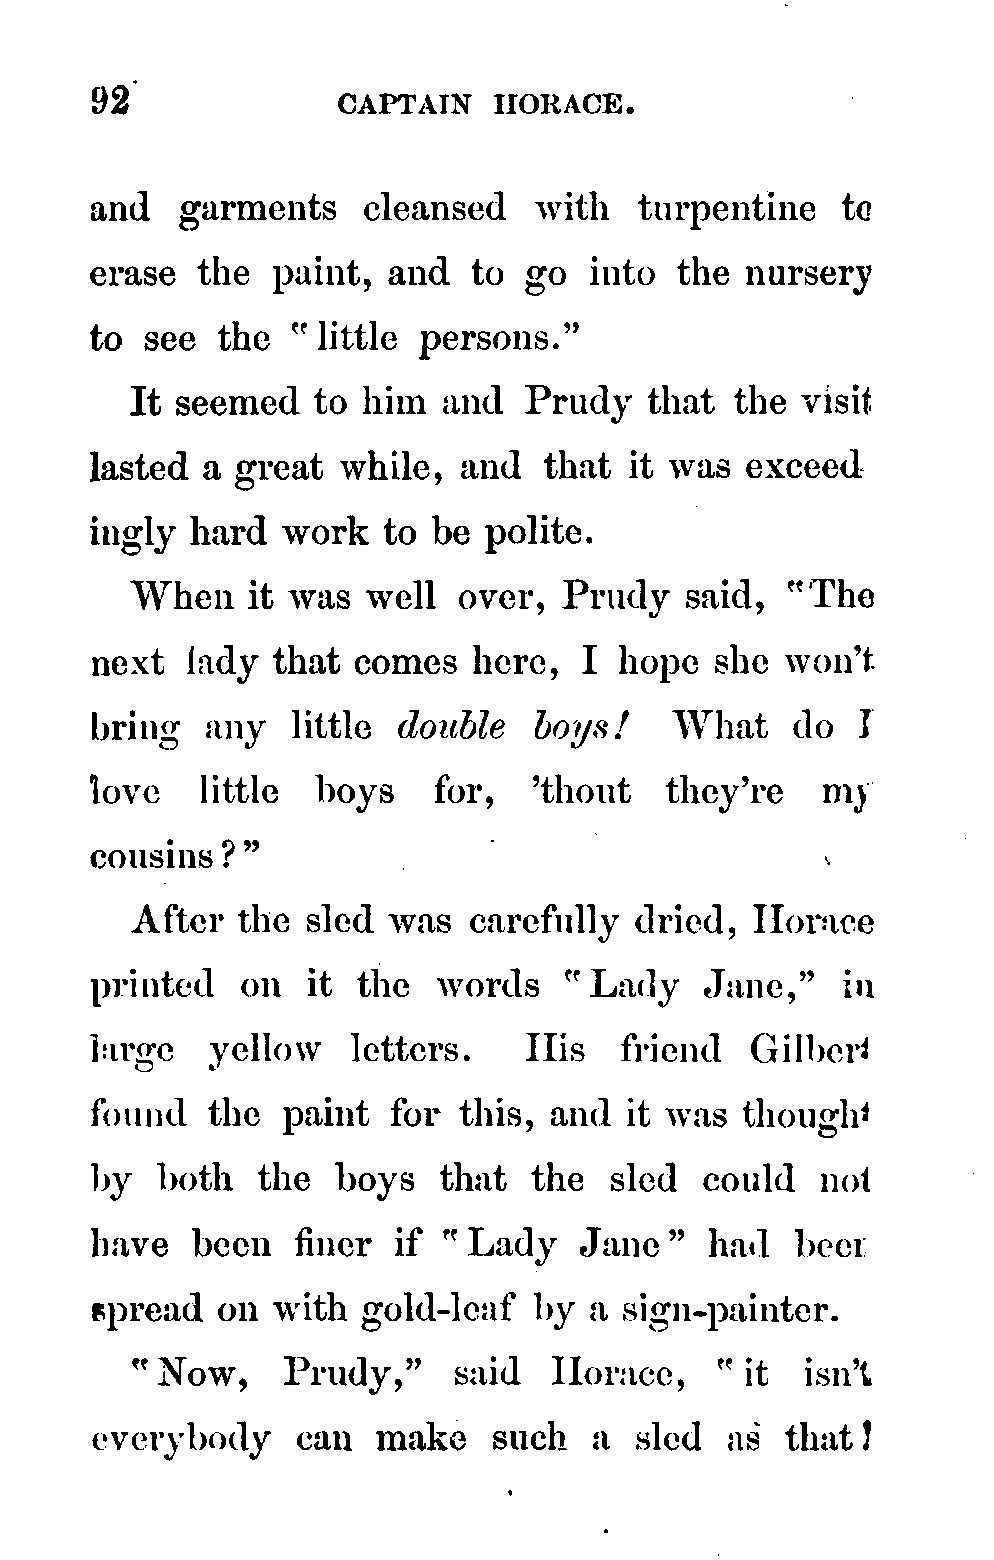 92 CAPTAIN HORACE.
and garments cleansed with turpentine to
erase the paint, and to go into the nursery
to see the "little persons."
It seemed to him and Prudy that the visit
lasted a great while, and that it was exceed-
ingly hard work to be polite.
When it was well over, Prudy said, "The
next lady that comes here, I hope she won't
bring any little double boys! What do I
love little boys for, 'thout they're my
cousins?"
After the sled was carefully dried, Horace
printed on it the words "Lady Jane," in
large yellow letters. His friend Gilbert
found the paint for this, and it was thought
by both the boys that the sled could not
have been finer if "Lady Jane" had been
spread on with gold-leaf by a sign-painter.
"Now, Prudy," said Horace, "it isn't
everybody can make such a sled as that!